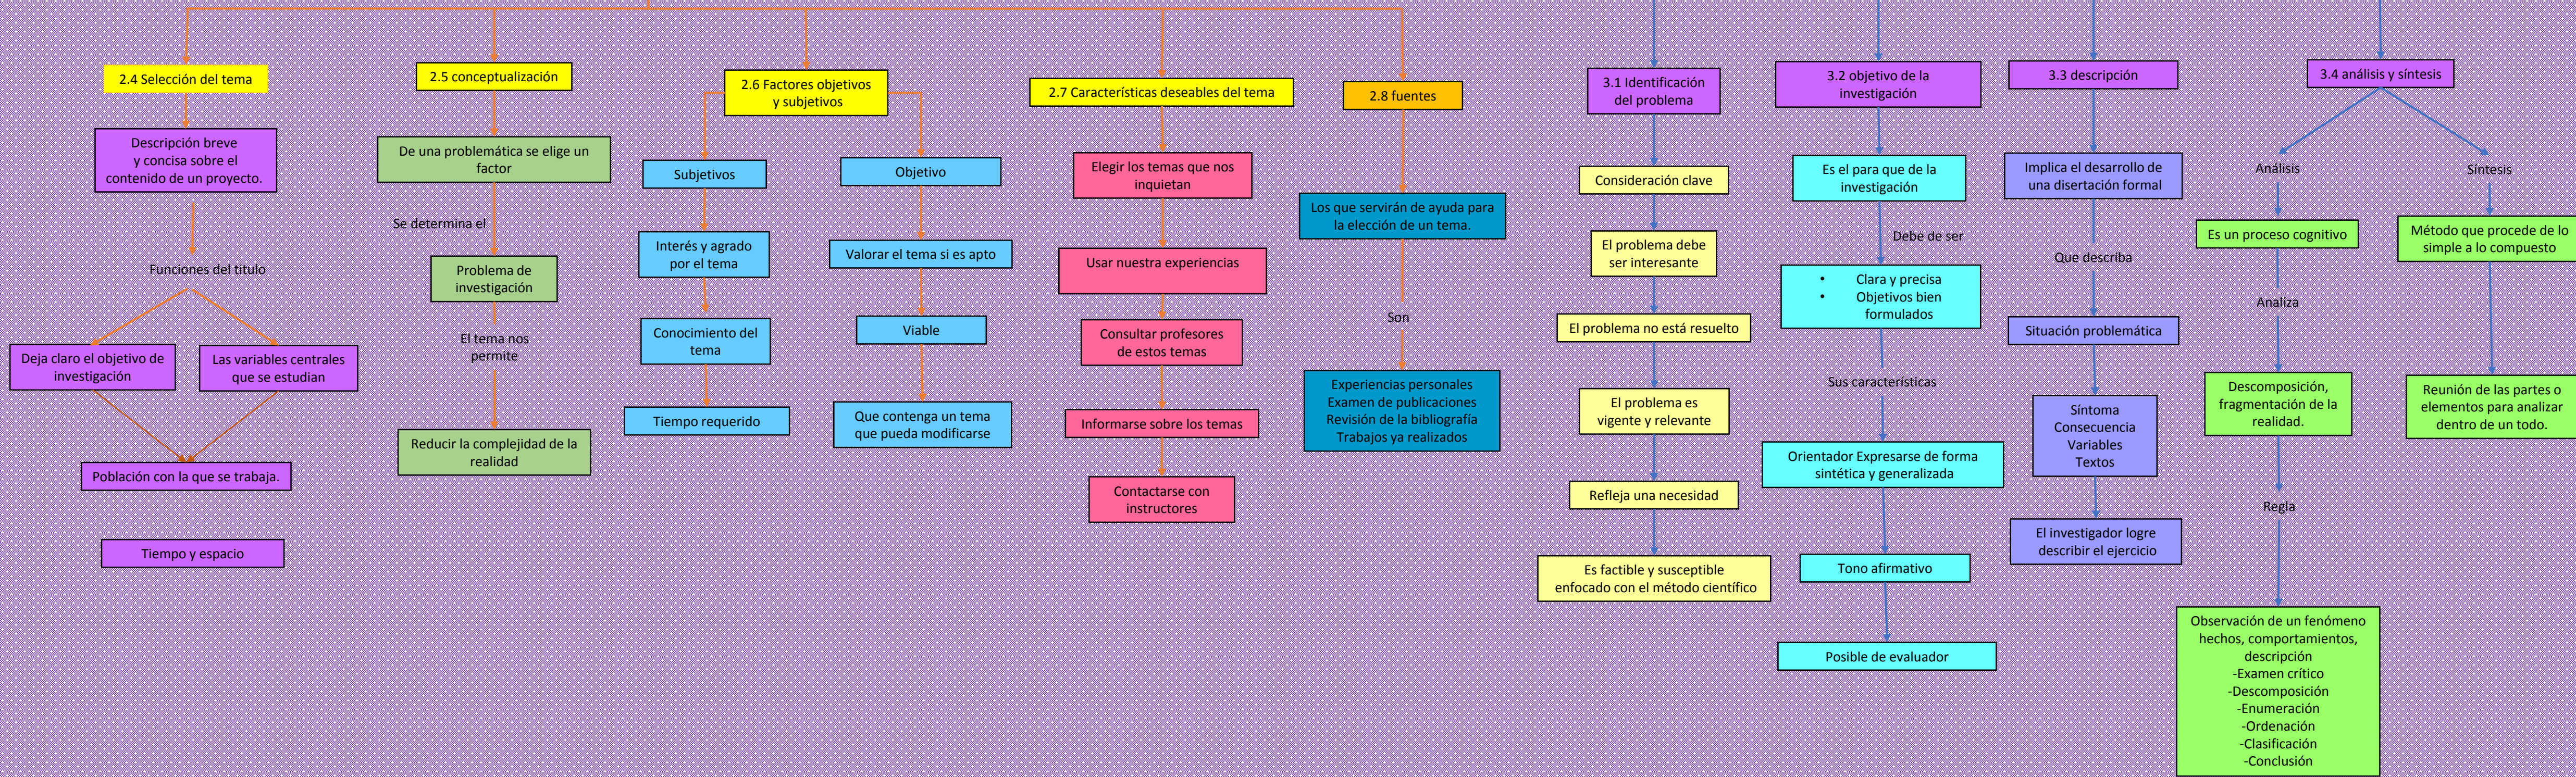 2.4 Selección del tema
Descripción breve
y concisa sobre el
contenido de un proyecto.
Funciones del titulo
Deja claro el objetivo de
investigación
Las variables centrales
que se estudian
Población con la que se trabaja.
Tiempo y espacio
2.5 conceptualización
De una problemática se elige un
factor
Se determina el
Problema de
investigación
El tema nos
permite
Reducir la complejidad de la
realidad
2.6 Factores objetivos
y subjetivos
Subjetivos
Interés y agrado
por el tema
Conocimiento del
tema
Tiempo requerido
Objetivo
Valorar el tema si es apto
Viable
Que contenga un tema
que pueda modificarse
2.7 Características deseables del tema
Elegir los temas que nos
inquietan
Usar nuestra experiencias
Consultar profesores
de estos temas
Informarse sobre los temas
Contactarse con
instructores
2.8 fuentes
Los que servirán de ayuda para
la elección de un tema.
Son
Experiencias personales
Examen de publicaciones
Revisión de la bibliografía
Trabajos ya realizados
3.1 Identificación
del problema
Consideración clave
El problema debe
ser interesante
El problema no está resuelto
El problema es
vigente y relevante
Refleja una necesidad
Es factible y susceptible
enfocado con el método científico
3.2 objetivo de la
investigación
Es el para que de la
investigación
Debe de ser
• Clara y precisa
• Objetivos bien
formulados
Sus características
Orientador Expresarse de forma
sintética y generalizada
Tono afirmativo
Posible de evaluador
3.3 descripción
Implica el desarrollo de
una disertación formal
Que describa
Situación problemática
Síntoma
Consecuencia
Variables
Textos
El investigador logre
describir el ejercicio
3.4 análisis y síntesis
Análisis
Es un proceso cognitivo
Analiza
Descomposición,
fragmentación de la
realidad.
Regla
Observación de un fenómeno
hechos, comportamientos,
descripción
-Examen crítico
-Descomposición
-Enumeración
-Ordenación
-Clasificación
-Conclusión
Síntesis
Método que procede de lo
simple a lo compuesto
Reunión de las partes o
elementos para analizar
dentro de un todo.